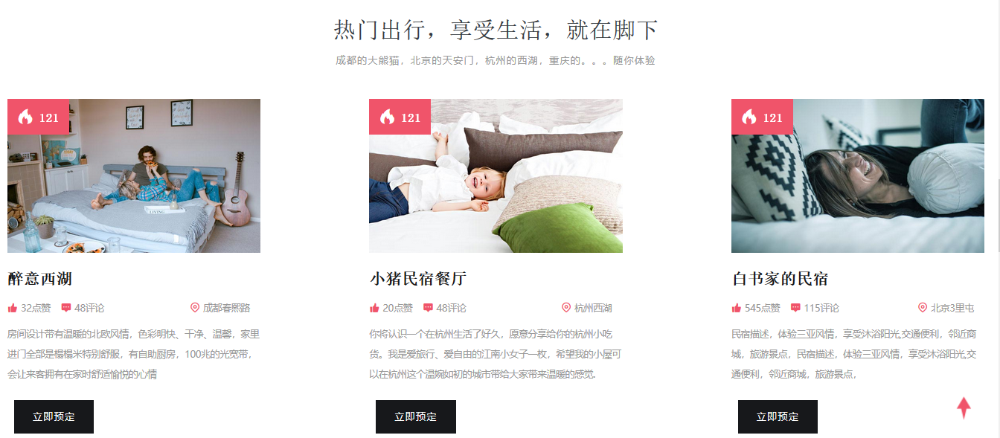 热门出行，享受生活，就在脚下
成都的大熊猫，北京的天安门，杭州的西湖，重庆的。。。随你体验
121
121
121
LIVING
醉意西湖
32点赞 48评论 成都春熙路
房间设计带有温暖的北欧风情，色彩明快、干净、温馨，家里
进门全部是榻榻米特别舒服，有自助厨房，100兆的光宽带，
会让来客拥有在家时舒适愉悦的心情
立即预定
小猪民宿餐厅
20点赞 48评论 杭州西湖
你将认识一个在杭州生活了好久，愿意分享给你的杭州小吃
货。我是爱旅行、爱自由的江南小女子一枚，希望我的小屋可
以在杭州这个温婉如初的城市带给大家带来温暖的感觉.
立即预定
白书家的民宿
545点赞 115评论 北京3里屯
民宿描述，体验三亚风情，享受沐浴阳光,交通便利，邻近商
城，旅游景点，民宿描述，体验三亚风情，享受沐浴阳光,交
通便利，邻近商城，旅游景点，
立即预定